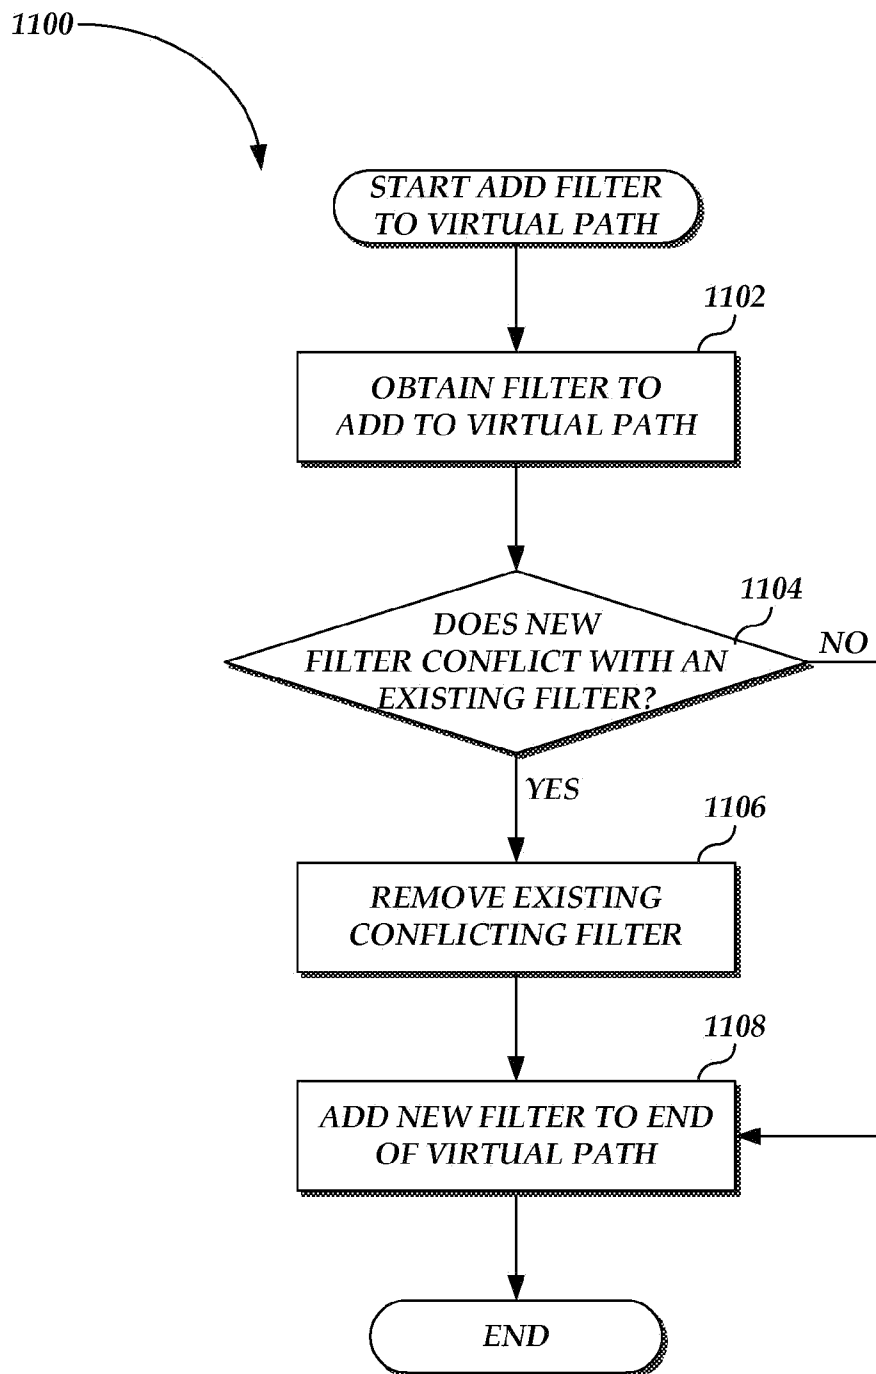 1100
START ADD FILTER
TO VIRTUAL PATH
1102
OBTAIN FILTER TO
ADD TO VIRTUAL PATH
1104
DOES NEW
FILTER CONFLICT WITH AN
EXISTING FILTER?
NO
YES
1106
REMOVE EXISTING
CONFLICTING FILTER
1108
ADD NEW FILTER TO END
OF VIRTUAL PATH
END